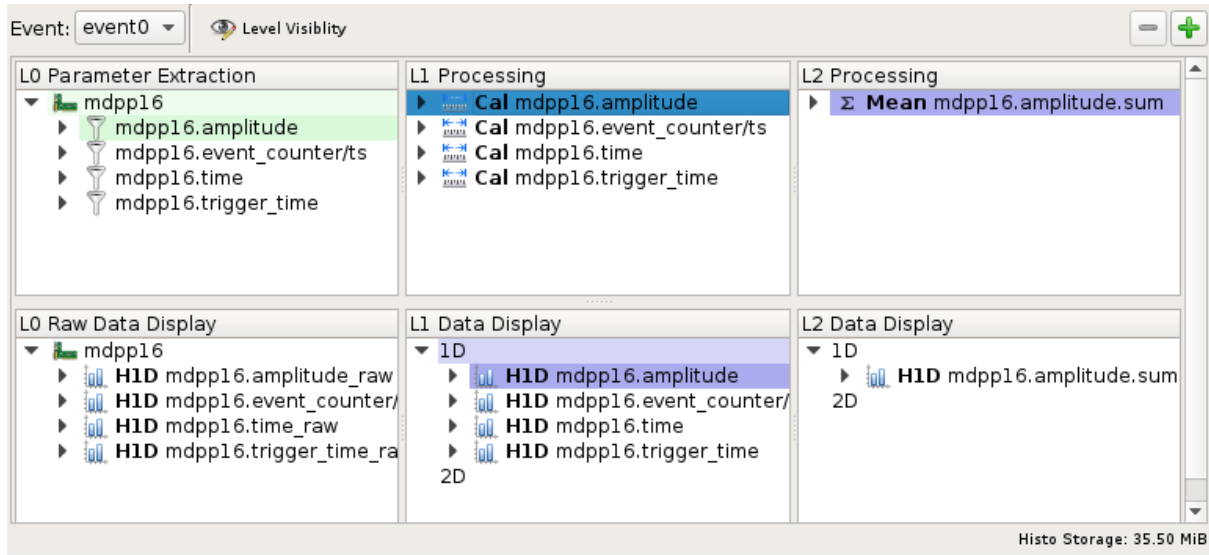 Event: event0 Level Visiblity
L0 Parameter Extraction
mdpp16
mdpp16.amplitude
mdpp16.event_counter/ts
mdpp16.time
mdpp16.trigger_time
L1 Processing
Cal mdpp16.amplitude
Cal mdpp16.event_counter/ts
Cal mdpp16.time
Cal mdpp16.trigger_time
L2 Processing
Σ Mean mdpp16.amplitude.sum
L0 Raw Data Display
mdpp16
H1D mdpp16.amplitude_raw
H1D mdpp16.event_counter/
H1D mdpp16.time_raw
H1D mdpp16.trigger_time_ra
L1 Data Display
1D
H1D mdpp16.amplitude
H1D mdpp16.event_counter/
H1D mdpp16.time
H1D mdpp16.trigger_time
2D
L2 Data Display
1D
H1D mdpp16.amplitude.sum
2D
Histo Storage: 35.50 MiB